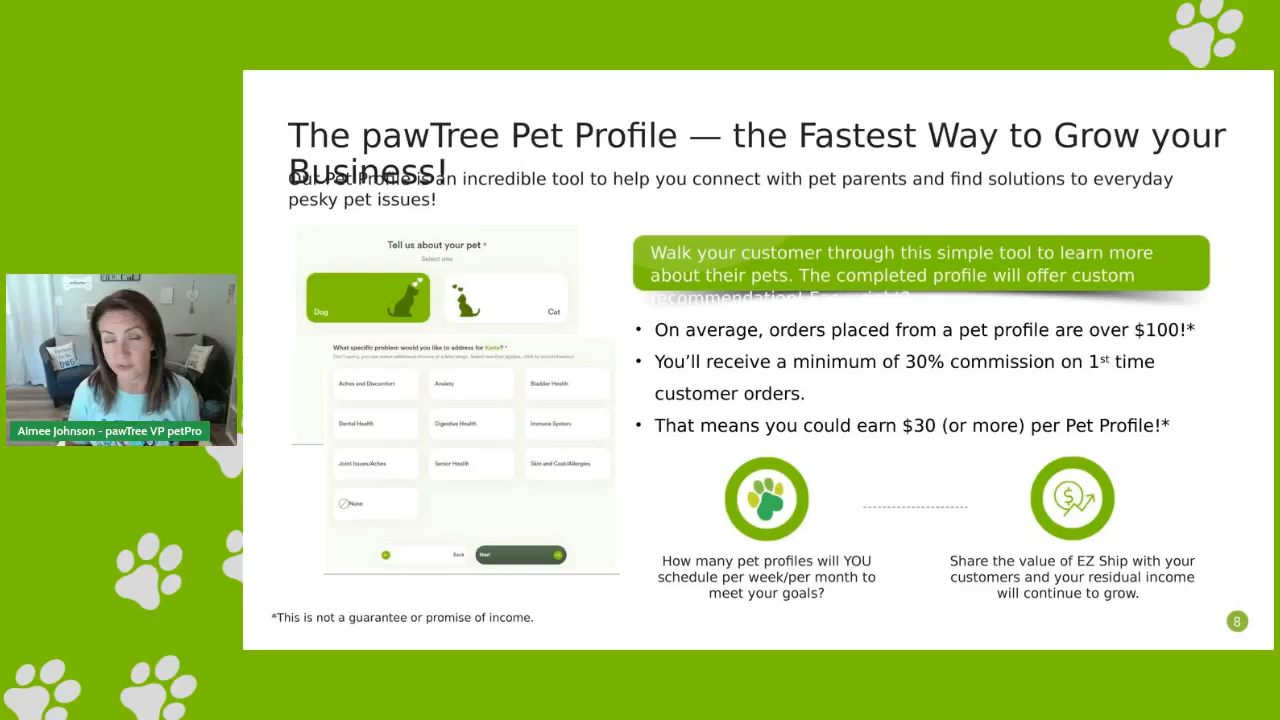 The pawTree Pet Profile — the Fastest Way to Grow your
Business!
Our Pet Profile is an incredible tool to help you connect with pet parents and find solutions to everyday
pesky pet issues!
Tell us about your pet *
Select one
Dog
Cat
What specific problem would you like to address for Katie? *
Aches and Discomfort
Anxiety
Bladder Health
Dental Health
Digestive Health
Immune System
Joint Issues/Aches
Senior Health
Skin and Coat/Allergies
None
Back
Next
Walk your customer through this simple tool to learn more
about their pets. The completed profile will offer custom
recommendation! Easy right?
• On average, orders placed from a pet profile are over $100!*
• You’ll receive a minimum of 30% commission on 1st time
customer orders.
• That means you could earn $30 (or more) per Pet Profile!*
How many pet profiles will YOU
schedule per week/per month to
meet your goals?
Share the value of EZ Ship with your
customers and your residual income
will continue to grow.
*This is not a guarantee or promise of income.
8
Aimee Johnson - pawTree VP petPro